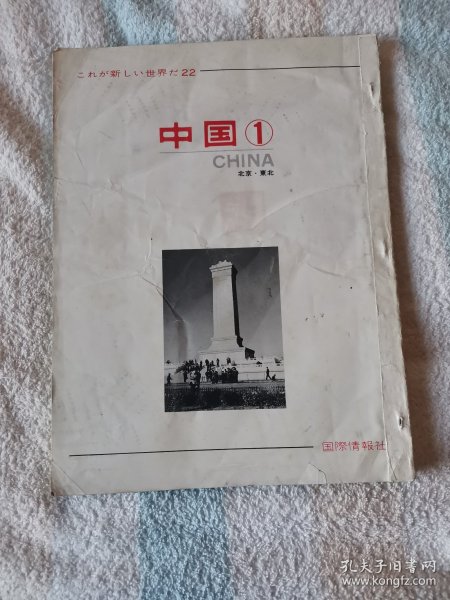 これが新しい世界だ22
中国①
CHINA
北京・東北
国際情報社
孔夫子旧书网
www.kongfz.com